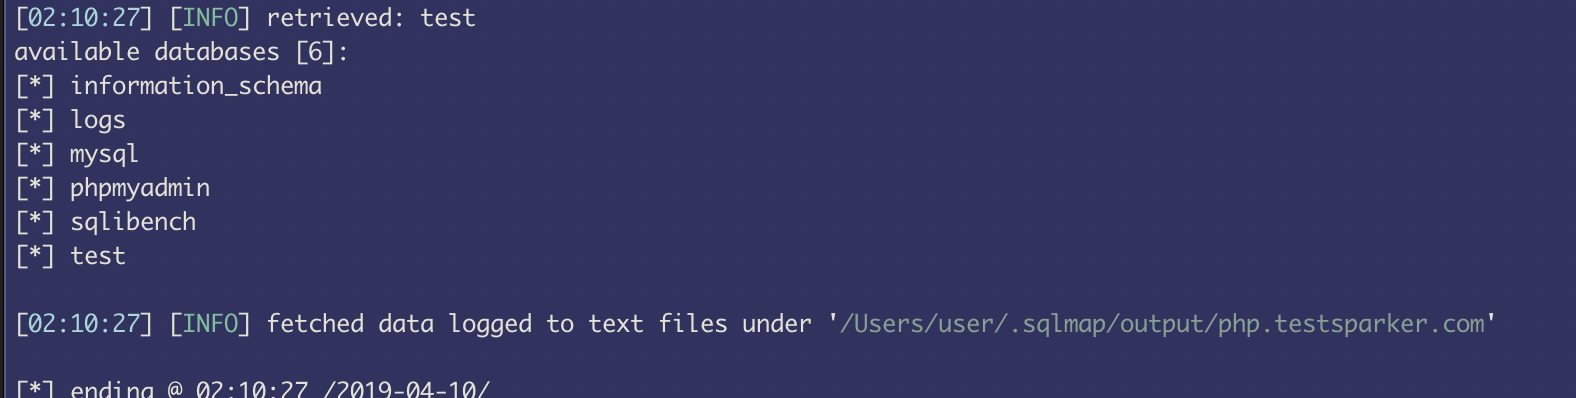 [02:10:27] [INFO] retrieved: test
available databases [6]:
[*] information_schema
[*] logs
[*] mysql
[*] phpmyadmin
[*] sqlibench
[*] test
[02:10:27] [INFO] fetched data logged to text files under '/Users/user/.sqlmap/output/php.testsparker.com'
[*] ending @ 02:10:27 /2019-04-10/